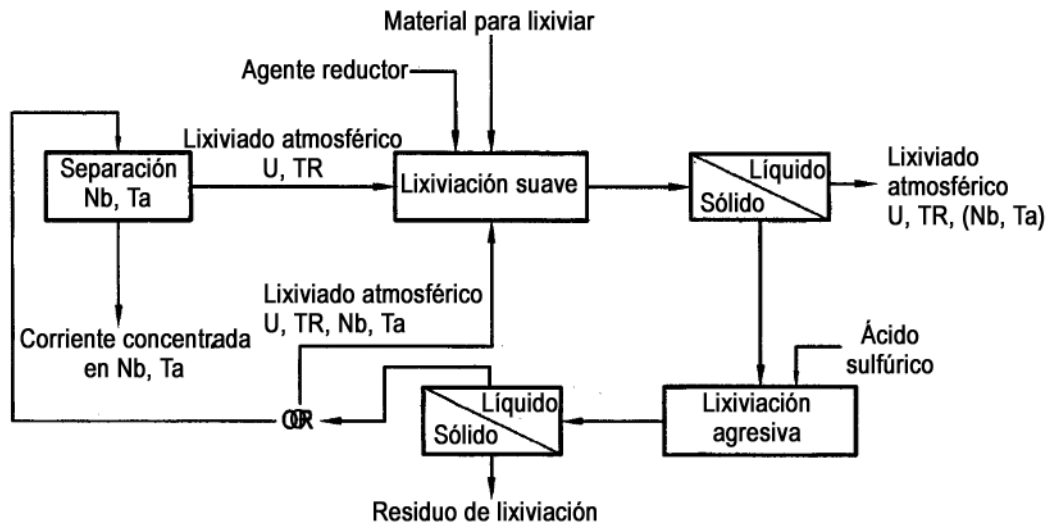 Material para lixiviar
Agente reductor
Lixiviado atmosférico
U, TR
Separación
Nb, Ta
Lixiviación suave
Líquido
Sólido
Lixiviado
atmosférico
U, TR, (Nb, Ta)
Lixiviado atmosférico
U, TR, Nb, Ta
Corriente concentrada
en Nb, Ta
Ácido
sulfúrico
Líquido
Sólido
Lixiviación
agresiva
Residuo de lixiviación